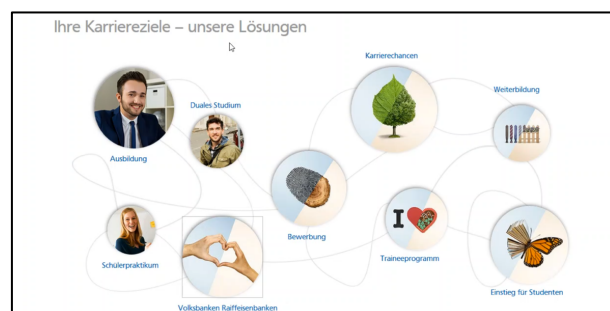 Ihre Karriereziele – unsere Lösungen
Karrierechancen
Duales Studium
Weiterbildung
Ausbildung
Bewerbung
I
Schülerpraktikum
Traineeprogramm
Einstieg für Studenten
Volksbanken Raiffeisenbanken